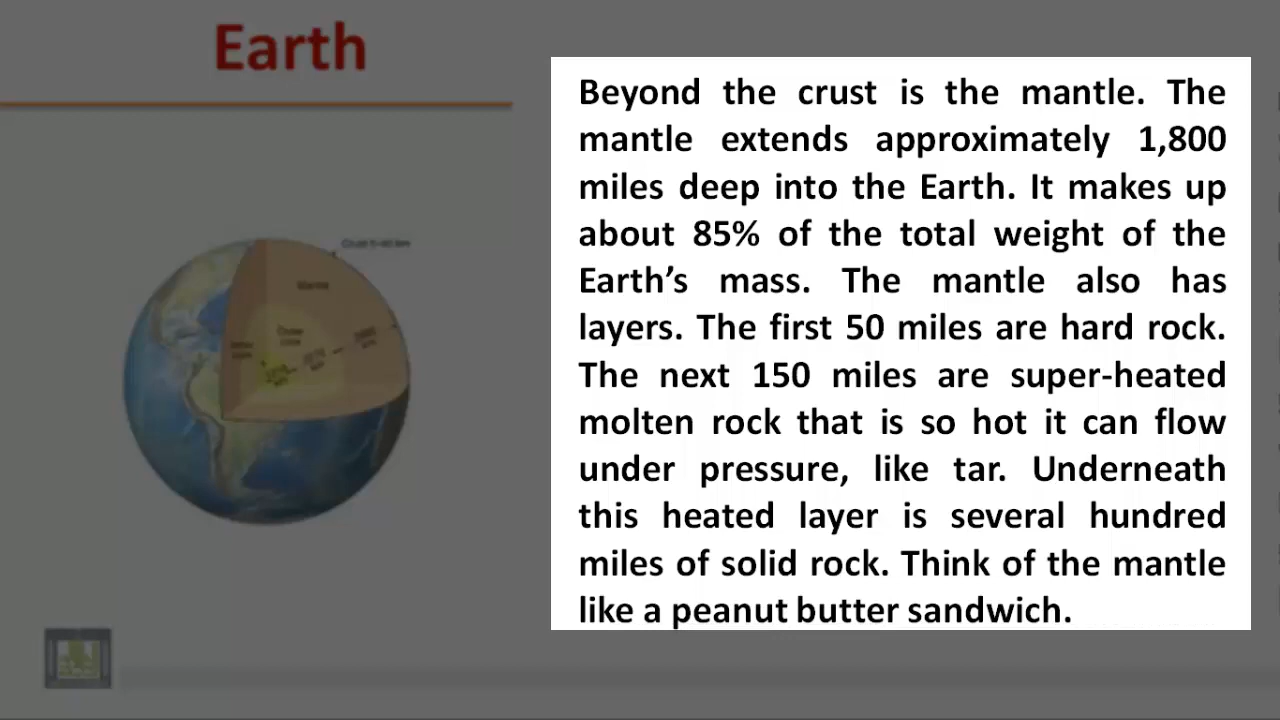 Earth
Beyond the crust is the mantle. The
mantle extends approximately 1,800
miles deep into the Earth. It makes up
about 85% of the total weight of the
Earth’s mass. The mantle also has
layers. The first 50 miles are hard rock.
The next 150 miles are super-heated
molten rock that is so hot it can flow
under pressure, like tar. Underneath
this heated layer is several hundred
miles of solid rock. Think of the mantle
like a peanut butter sandwich.
Mantle